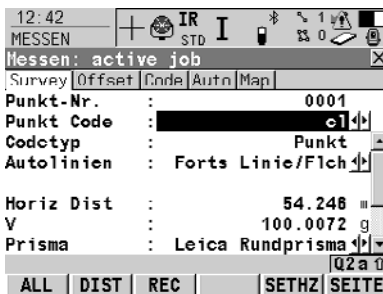 12:42
MESSEN
IR
STD
I
1
0
Messen: active job
Survey Offset Code Auto Map
Punkt-Nr. : 0001
Punkt Code : cl
Codetyp : Punkt
Autolinien : Forts Linie/Flch
Horiz Dist : 54.246 m
V : 100.0072 g
Prisma : Leica Rundprisma
Q2a
ALL DIST REC SETHZ SEITE